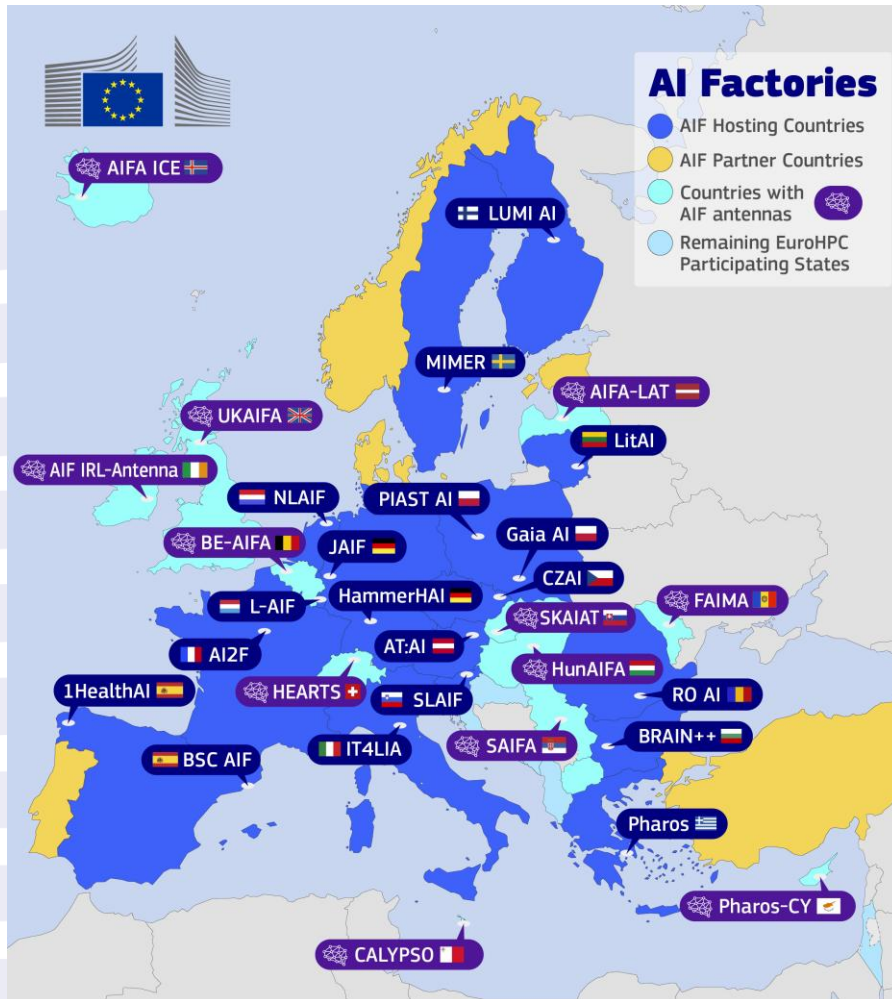 AI Factories
AIF Hosting Countries
AIF Partner Countries
Countries with
AIF antennas
Remaining EuroHPC
Participating States
AIFA ICE
LUMI AI
MIMER
AIFA-LAT
UKAIFA
LitAI
AIF IRL-Antenna
NLAIF
PIAST AI
Gaia AI
BE-AIFA
JAIF
CZAI
L-AIF
HammerHAI
FAIMA
SKAIAT
AI2F
AT:AI
HunAIFA
1HealthAI
HEARTS
SLAIF
RO AI
IT4LIA
SAIFA
BRAIN++
BSC AIF
Pharos
Pharos-CY
CALYPSO